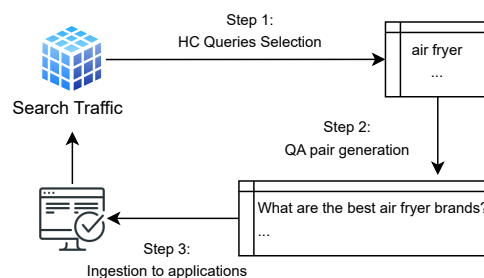 Step 1:
HC Queries Selection
air fryer
...
Search Traffic
Step 2:
QA pair generation
What are the best air fryer brands?
...
Step 3:
Ingestion to applications